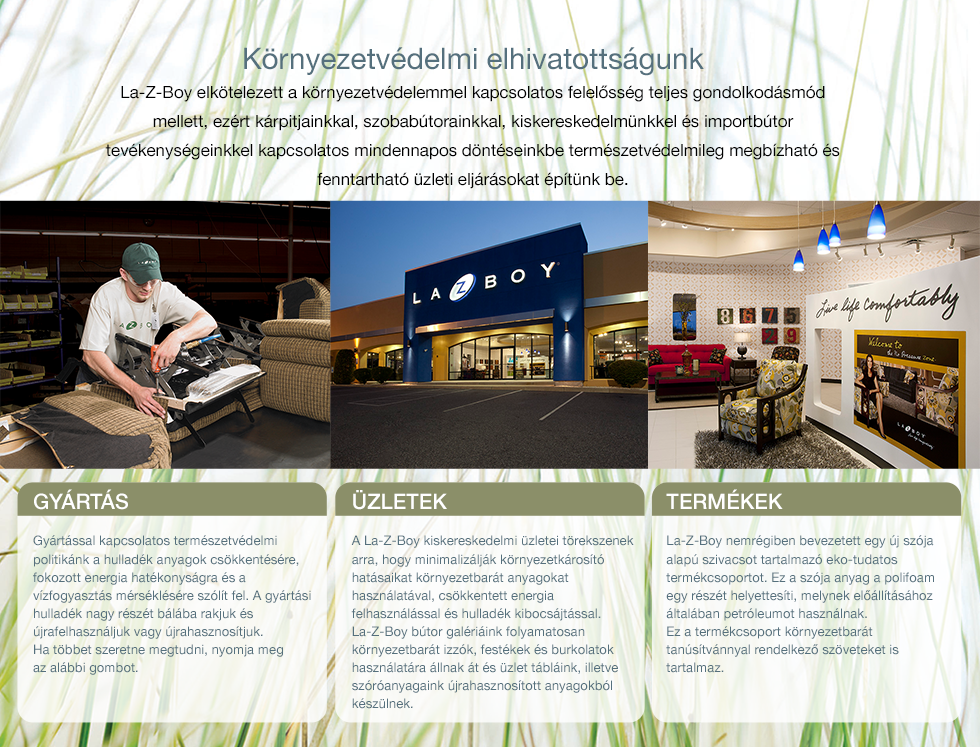 Környezetvédelmi elhivatottságunk
La-Z-Boy elkötelezett a környezetvédelemmel kapcsolatos felelősség teljes gondolkodásmód
mellett, ezért kárpitjainkkal, szobabútorainkkal, kiskereskedelmünkkel és importbútor
tevékenységeinkkel kapcsolatos mindennapos döntéseinkbe természetvédelmileg megbízható és
fenntartható üzleti eljárásokat építünk be.
LA Z BOY
LA Z BOY
8 6 7 5
Live life comfortably
Welcome to
the No Pressure Zone
LA Z BOY
GYÁRTÁS
Gyártással kapcsolatos természetvédelmi
politikánk a hulladék anyagok csökkentésére,
fokozott energia hatékonyságra és a
vízfogyasztás mérséklésére szólít fel. A gyártási
hulladék nagy részét bálába rakjuk és
újrafelhasználjuk vagy újrahasznosítjuk.
Ha többet szeretne megtudni, nyomja meg
az alábbi gombot.
ÜZLETEK
A La-Z-Boy kiskereskedelmi üzletei törekszenek
arra, hogy minimalizálják környezetkárosító
hatásaikat környezetbarát anyagokat
használatával, csökkentett energia
felhasználással és hulladék kibocsájtással.
La-Z-Boy bútor galériáink folyamatosan
környezetbarát izzók, festékek és burkolatok
használatára állnak át és üzlet tábláink, illetve
szóróanyagaink újrahasznosított anyagokból
készülnek.
TERMÉKEK
La-Z-Boy nemrégiben bevezetett egy új szója
alapú szivacsot tartalmazó eko-tudatos
termékcsoportot. Ez a szója anyag a polifoam
egy részét helyettesíti, melynek előállításához
általában petróleumot használnak.
Ez a termékcsoport környezetbarát
tanúsítvánnyal rendelkező szöveteket is
tartalmaz.